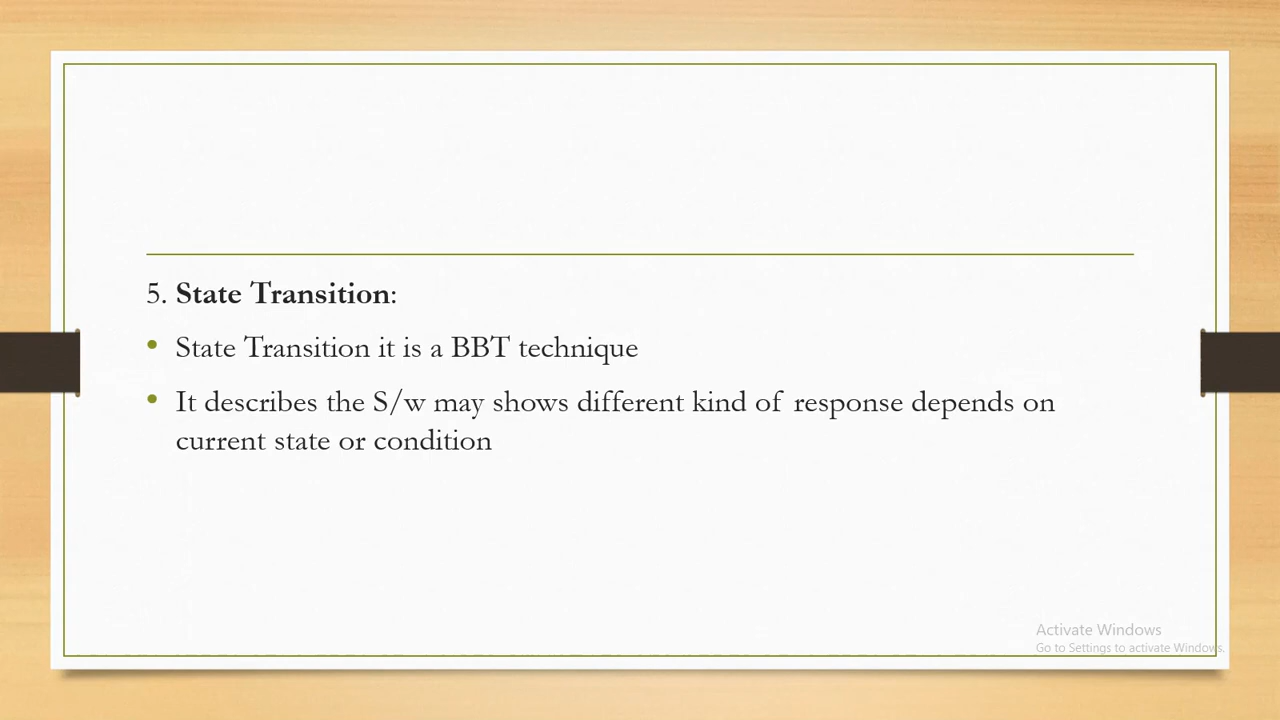 5. State Transition:
• State Transition it is a BBT technique
• It describes the S/w may shows different kind of response depends on
current state or condition
Activate Windows
Go to Settings to activate Windows.